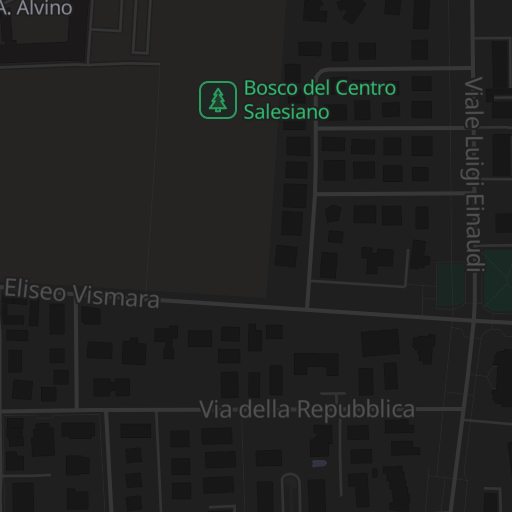 A. Alvino
Bosco del Centro
Salesiano
Viale Luigi Einaudi
Eliseo Vismara
Via della Repubblica